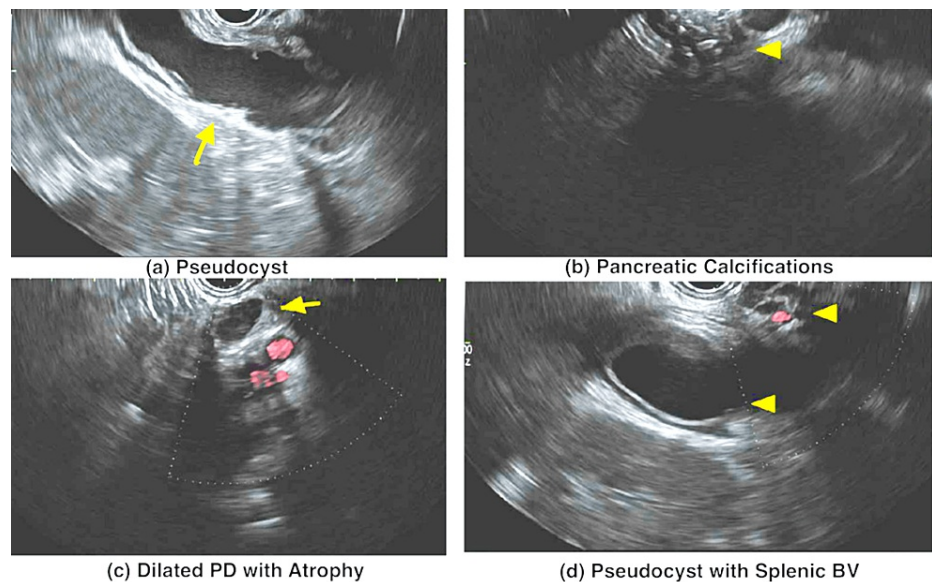 (a) Pseudocyst
(b) Pancreatic Calcifications
(c) Dilated PD with Atrophy
(d) Pseudocyst with Splenic BV